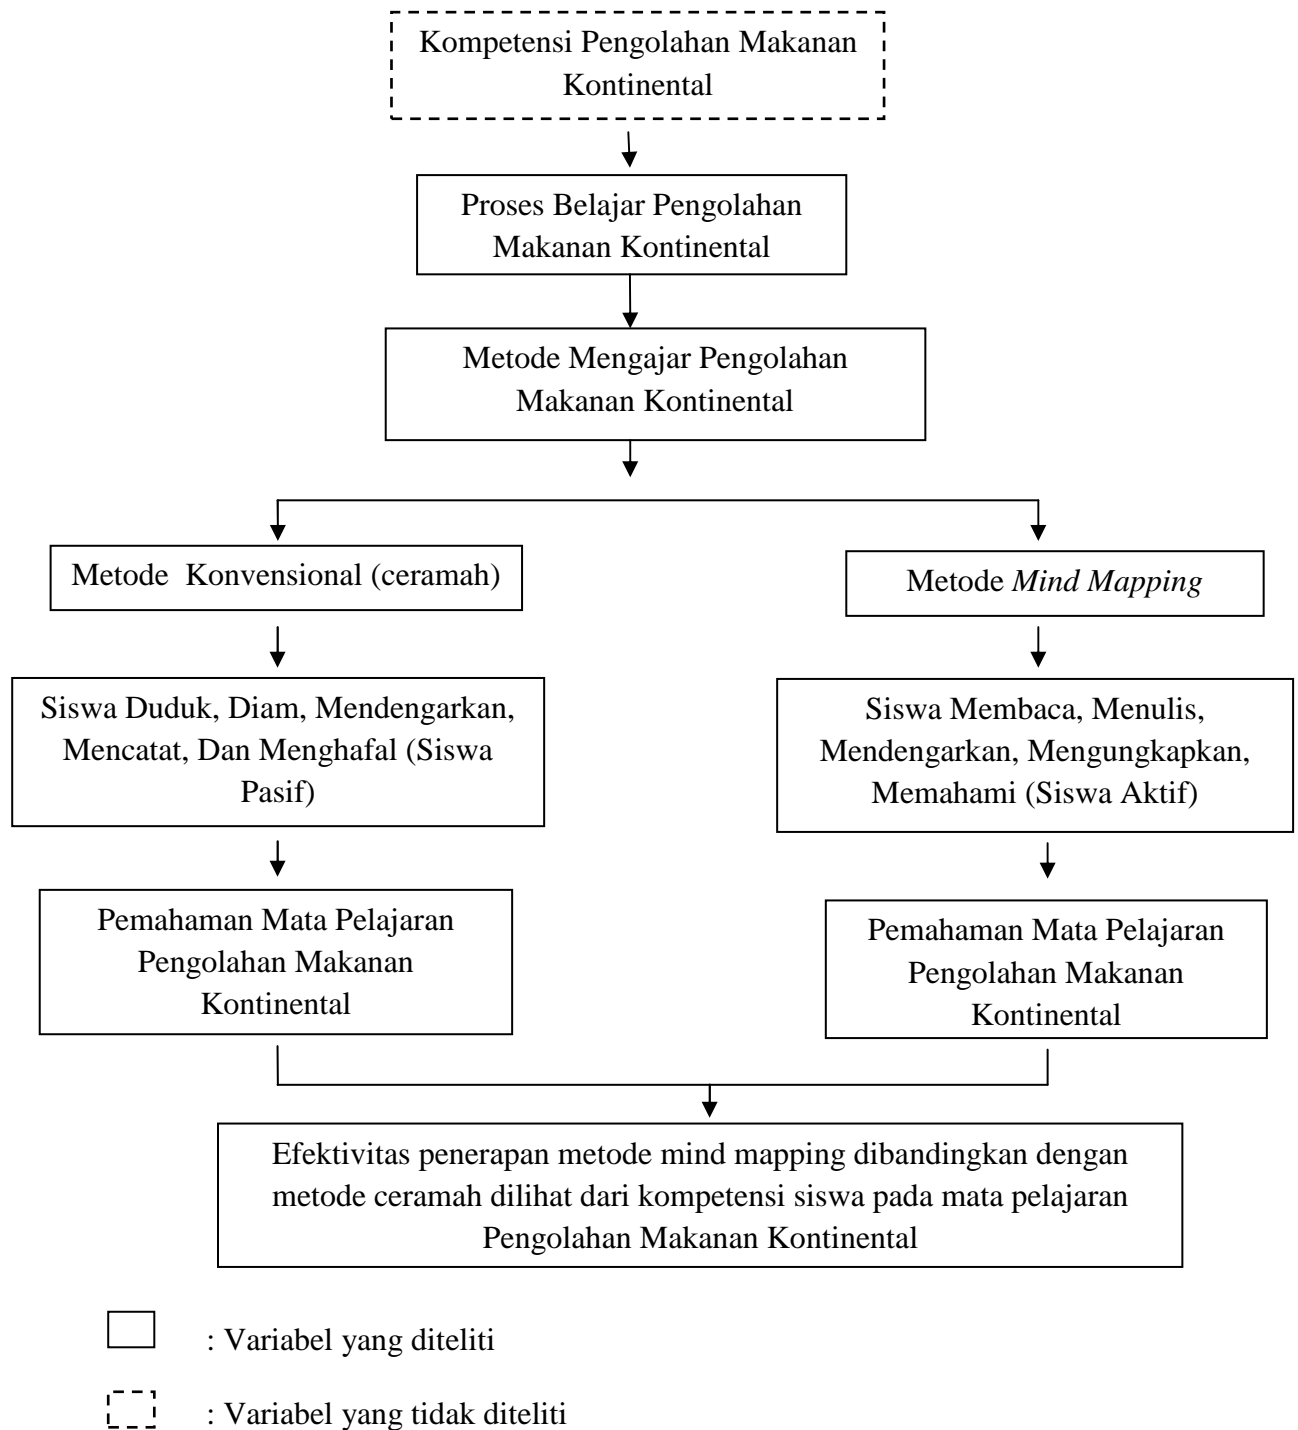 Kompetensi Pengolahan Makanan
Kontinental
Proses Belajar Pengolahan
Makanan Kontinental
Metode Mengajar Pengolahan
Makanan Kontinental
Metode  Konvensional (ceramah)
Metode Mind Mapping
Siswa Duduk, Diam, Mendengarkan,
Mencatat, Dan Menghafal (Siswa
Pasif)
Siswa Membaca, Menulis,
Mendengarkan, Mengungkapkan,
Memahami (Siswa Aktif)
Pemahaman Mata Pelajaran
Pengolahan Makanan
Kontinental
Pemahaman Mata Pelajaran
Pengolahan Makanan
Kontinental
Efektivitas penerapan metode mind mapping dibandingkan dengan
metode ceramah dilihat dari kompetensi siswa pada mata pelajaran
Pengolahan Makanan Kontinental
: Variabel yang diteliti
: Variabel yang tidak diteliti